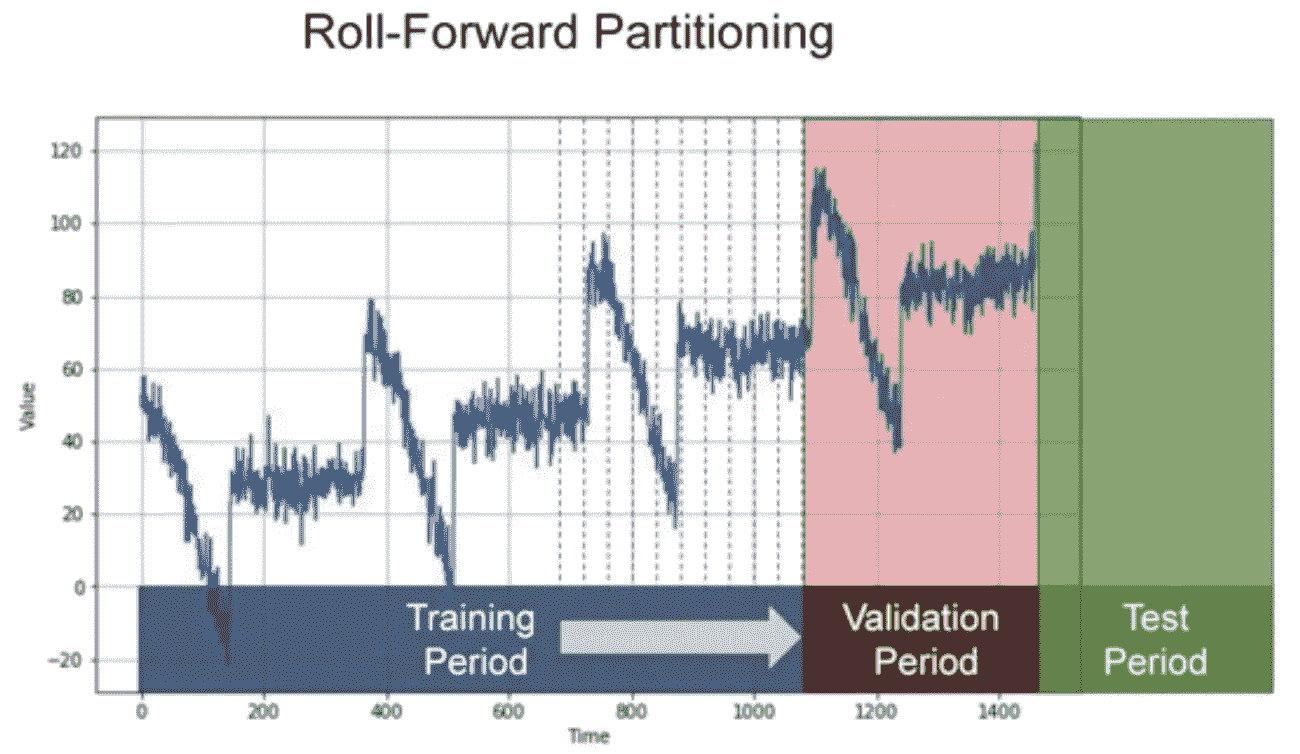 Roll-Forward Partitioning
120
100
80
60
40
20
0
−20
Value
Training
Period
Validation
Period
Test
Period
0 200 400 600 800 1000 1200 1400
Time